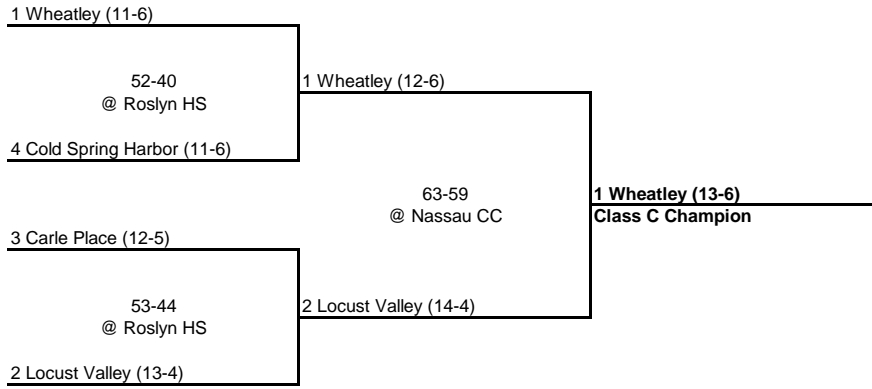 1 Wheatley (11-6)
52-40
@ Roslyn HS
1 Wheatley (12-6)
4 Cold Spring Harbor (11-6)
63-59
@ Nassau CC
1 Wheatley (13-6)
Class C Champion
3 Carle Place (12-5)
53-44
@ Roslyn HS
2 Locust Valley (14-4)
2 Locust Valley (13-4)